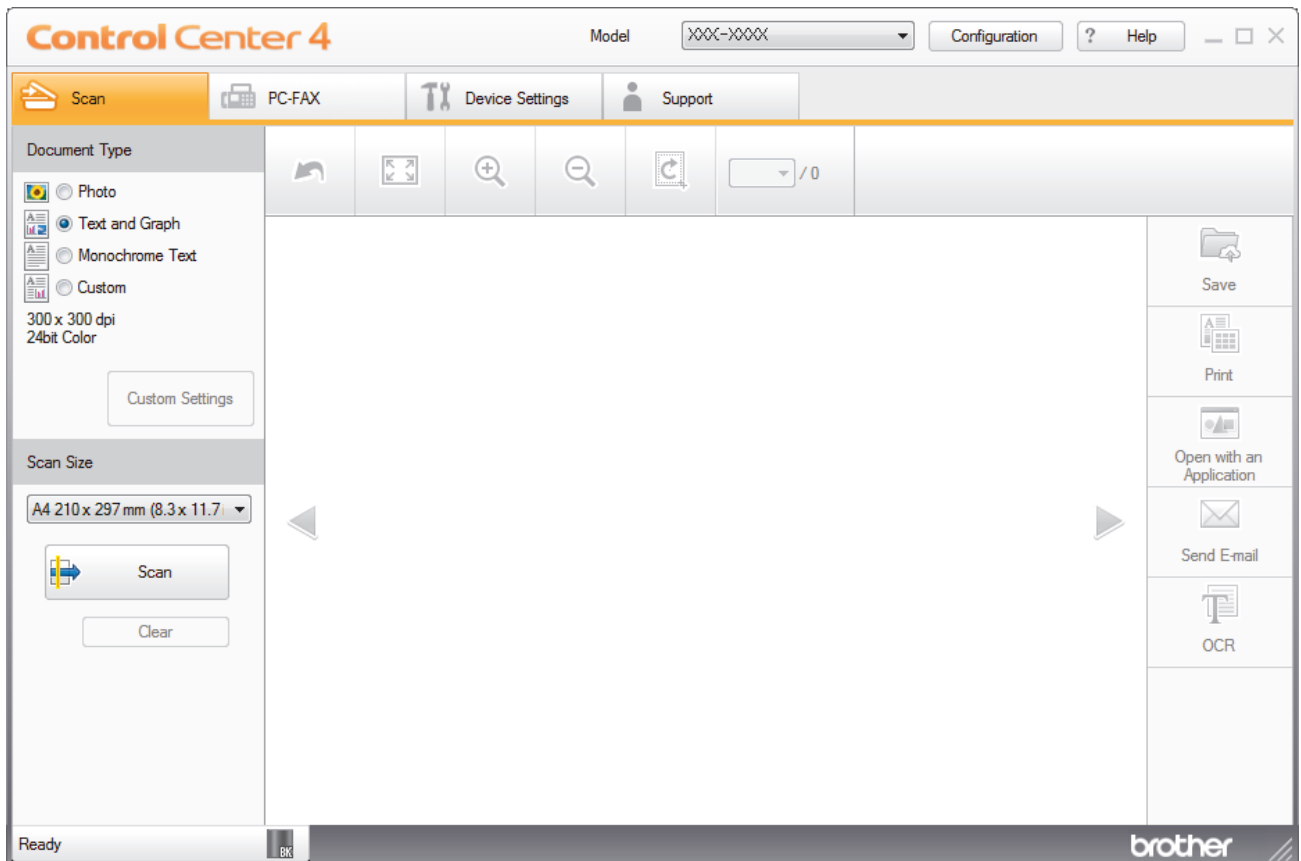 Control Center 4
Model XXX-XXXX Configuration ? Help
Scan PC-FAX Device Settings Support
Document Type
/ 0
Photo
Text and Graph
Monochrome Text
Custom
300 x 300 dpi
24bit Color
Custom Settings
Scan Size
A4 210 x 297 mm (8.3 x 11.7
Scan
Clear
Save
Print
Open with an
Application
Send E-mail
OCR
Ready
BK
brother